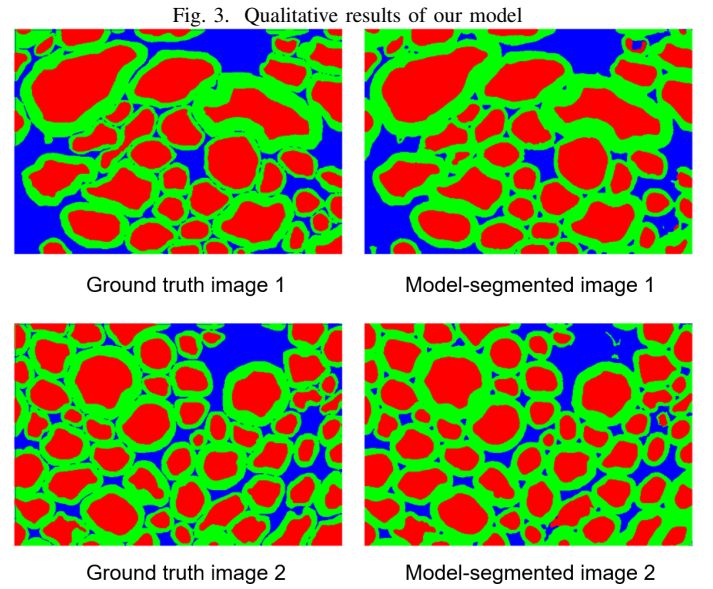 Fig. 3. Qualitative results of our model
Ground truth image 1
Model-segmented image 1
Ground truth image 2
Model-segmented image 2